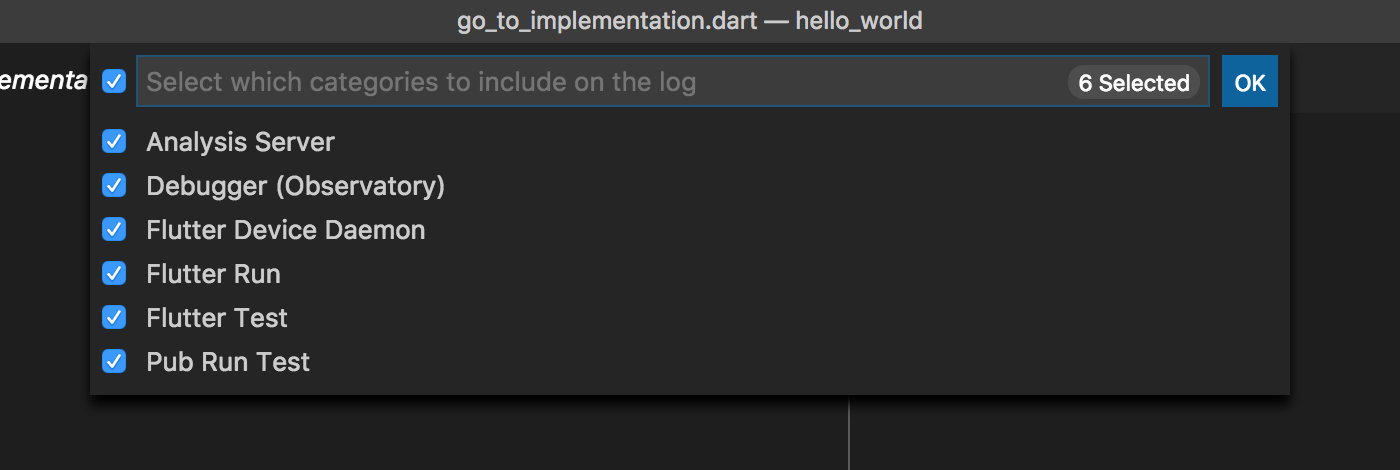 go_to_implementation.dart — hello_world
ementa
Select which categories to include on the log
6 Selected
OK
Analysis Server
Debugger (Observatory)
Flutter Device Daemon
Flutter Run
Flutter Test
Pub Run Test